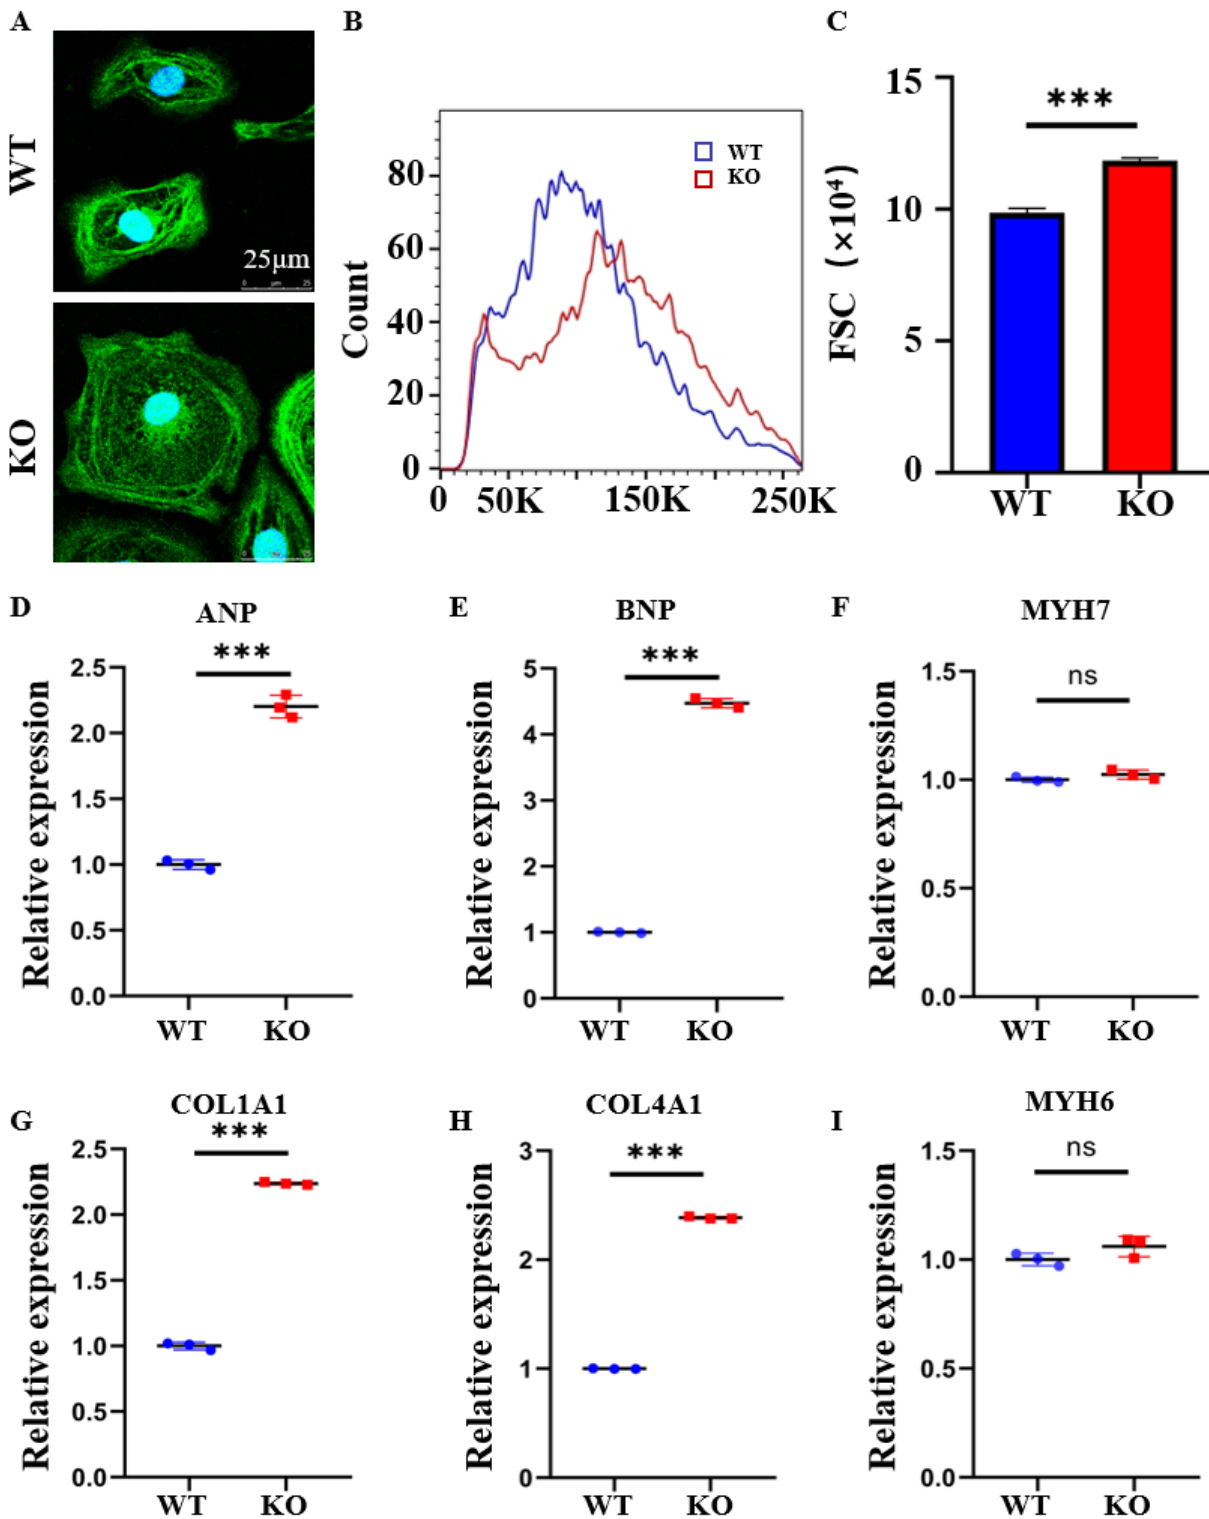 A
B
C
WT
25μm
0 μm 25
KO
Count
80
60
40
20
0
0 50K 150K 250K
WT
KO
FSC (×10⁴)
15
10
5
0
***
WT KO
D
ANP
***
Relative expression
2.5
2.0
1.5
1.0
0.5
0.0
WT KO
E
BNP
***
Relative expression
5
4
3
2
1
0
WT KO
F
MYH7
ns
Relative expression
1.5
1.0
0.5
0.0
WT KO
G
COL1A1
***
Relative expression
2.5
2.0
1.5
1.0
0.5
0.0
WT KO
H
COL4A1
***
Relative expression
3
2
1
0
WT KO
I
MYH6
ns
Relative expression
1.5
1.0
0.5
0.0
WT KO